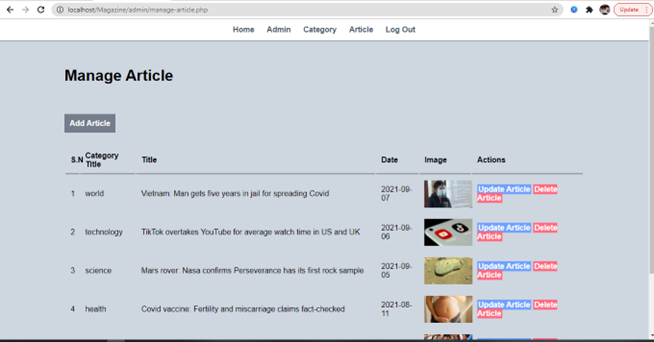 localhost/Magazine/admin/manage-article.php
Update
Home Admin Category Article Log Out
Manage Article
Add Article
S.N Category Title Title Date Image Actions
1 world Vietnam: Man gets five years in jail for spreading Covid 2021-09-07 Update Article Delete Article
2 technology TikTok overtakes YouTube for average watch time in US and UK 2021-09-06 Update Article Delete Article
3 science Mars rover: Nasa confirms Perseverance has its first rock sample 2021-09-05 Update Article Delete Article
4 health Covid vaccine: Fertility and miscarriage claims fact-checked 2021-08-11 Update Article Delete Article
Update Article Delete